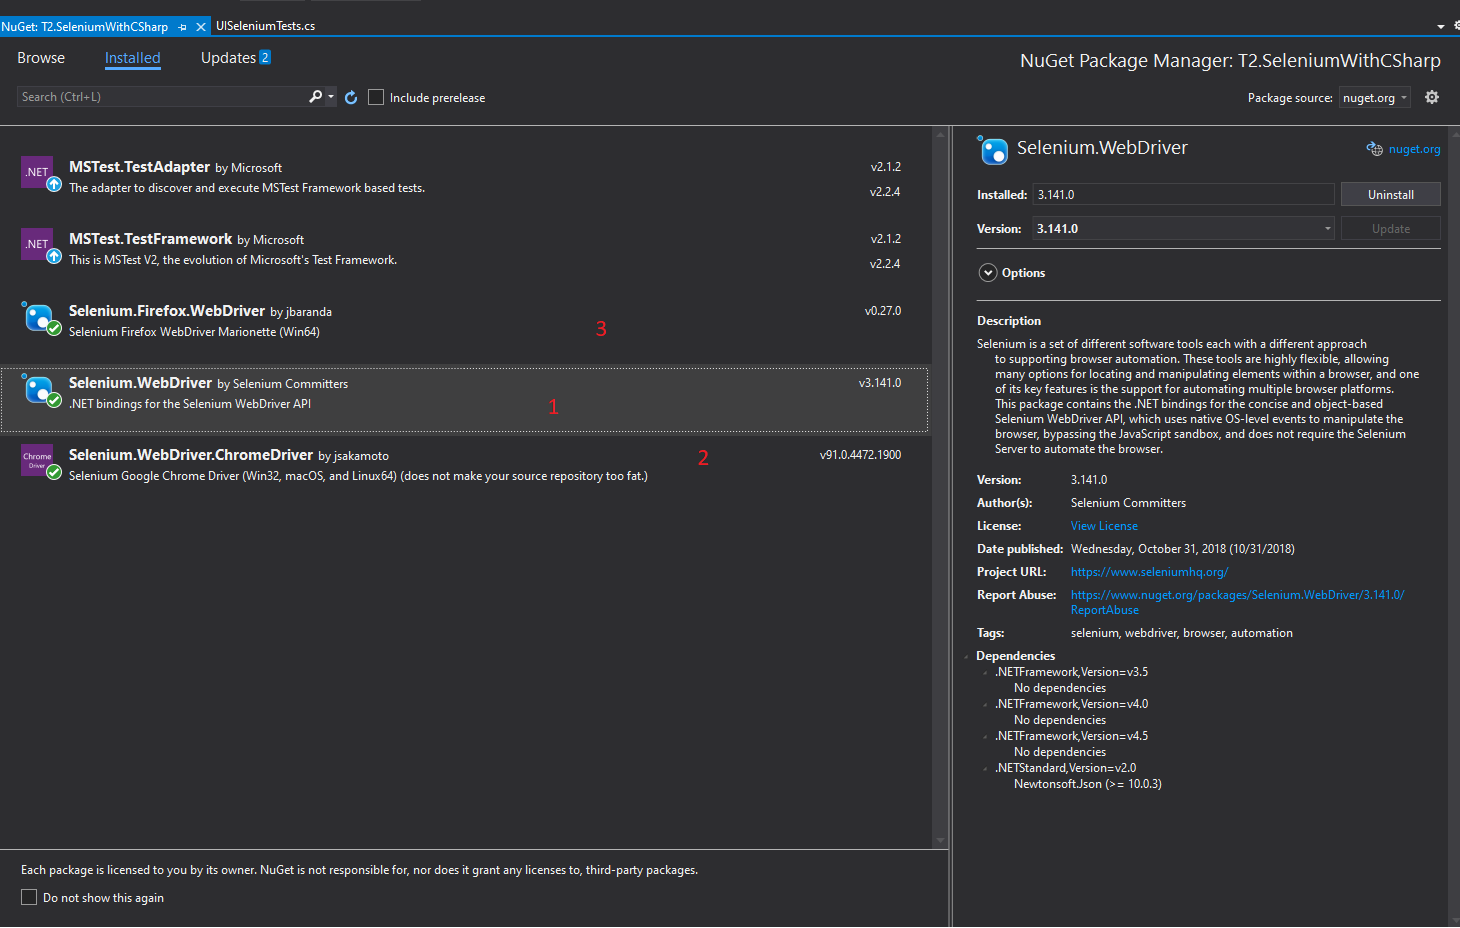 NuGet: T2.SeleniumWithCSharp
UISeleniumTests.cs
Browse
Installed
Updates 2
NuGet Package Manager: T2.SeleniumWithCSharp
Search (Ctrl+L)
Include prerelease
Package source: nuget.org
.NET
MSTest.TestAdapter by Microsoft
v2.1.2
The adapter to discover and execute MSTest Framework based tests.
v2.2.4
.NET
MSTest.TestFramework by Microsoft
v2.1.2
This is MSTest V2, the evolution of Microsoft's Test Framework.
v2.2.4
Selenium.Firefox.WebDriver by jbaranda
v0.27.0
Selenium Firefox WebDriver Marionette (Win64)
3
Selenium.WebDriver by Selenium Committers
v3.141.0
.NET bindings for the Selenium WebDriver API
1
Chrome
Driver
Selenium.WebDriver.ChromeDriver by jsakamoto
2
v91.0.4472.1900
Selenium Google Chrome Driver (Win32, macOS, and Linux64) (does not make your source repository too fat.)
Each package is licensed to you by its owner. NuGet is not responsible for, nor does it grant any licenses to, third-party packages.
Do not show this again
Selenium.WebDriver
nuget.org
Installed: 3.141.0
Uninstall
Version: 3.141.0
Update
Options
Description
Selenium is a set of different software tools each with a different approach
to supporting browser automation. These tools are highly flexible, allowing
many options for locating and manipulating elements within a browser, and one
of its key features is the support for automating multiple browser platforms.
This package contains the .NET bindings for the concise and object-based
Selenium WebDriver API, which uses native OS-level events to manipulate the
browser, bypassing the JavaScript sandbox, and does not require the Selenium
Server to automate the browser.
Version: 3.141.0
Author(s): Selenium Committers
License: View License
Date published: Wednesday, October 31, 2018 (10/31/2018)
Project URL: https://www.seleniumhq.org/
Report Abuse: https://www.nuget.org/packages/Selenium.WebDriver/3.141.0/
ReportAbuse
Tags: selenium, webdriver, browser, automation
Dependencies
.NETFramework,Version=v3.5
No dependencies
.NETFramework,Version=v4.0
No dependencies
.NETFramework,Version=v4.5
No dependencies
.NETStandard,Version=v2.0
Newtonsoft.Json (>= 10.0.3)